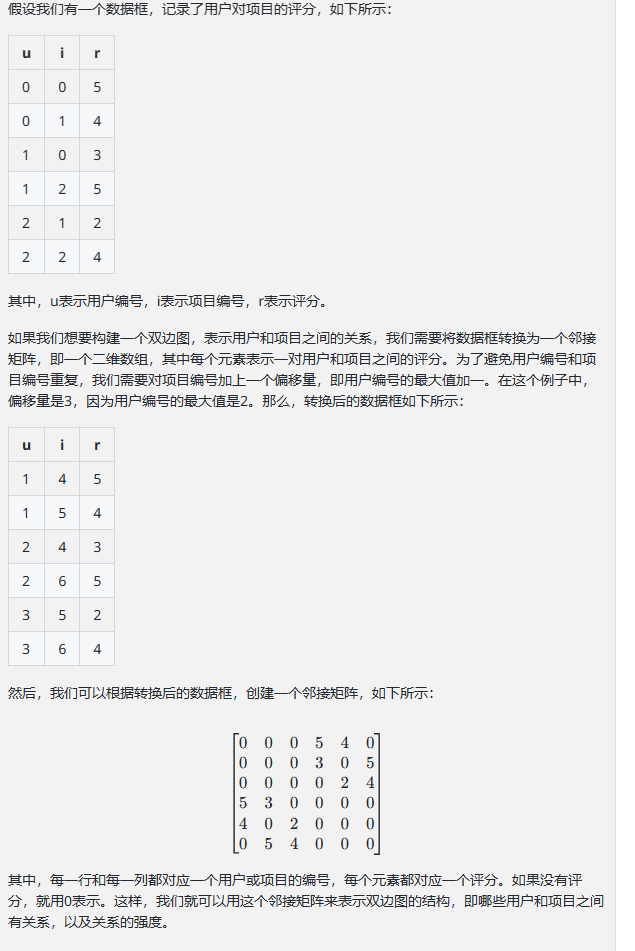 假设我们有一个数据框，记录了用户对项目的评分，如下所示：
u i r
0 0 5
0 1 4
1 0 3
1 2 5
2 1 2
2 2 4
其中，u表示用户编号，i表示项目编号，r表示评分。
如果我们想要构建一个双边图，表示用户和项目之间的关系，我们需要将数据框转换为一个邻接
矩阵，即一个二维数组，其中每个元素表示一对用户和项目之间的评分。为了避免用户编号和项
目编号重复，我们需要对项目编号加上一个偏移量，即用户编号的最大值加一。在这个例子中，
偏移量是3，因为用户编号的最大值是2。那么，转换后的数据框如下所示：
u i r
1 4 5
1 5 4
2 4 3
2 6 5
3 5 2
3 6 4
然后，我们可以根据转换后的数据框，创建一个邻接矩阵，如下所示：
0 0 0 5 4 0
0 0 0 3 0 5
0 0 0 0 2 4
5 3 0 0 0 0
4 0 2 0 0 0
0 5 4 0 0 0
其中，每一行和每一列都对应一个用户或项目的编号，每个元素都对应一个评分。如果没有评
分，就用0表示。这样，我们就可以用这个邻接矩阵来表示双边图的结构，即哪些用户和项目之间
有关系，以及关系的强度。